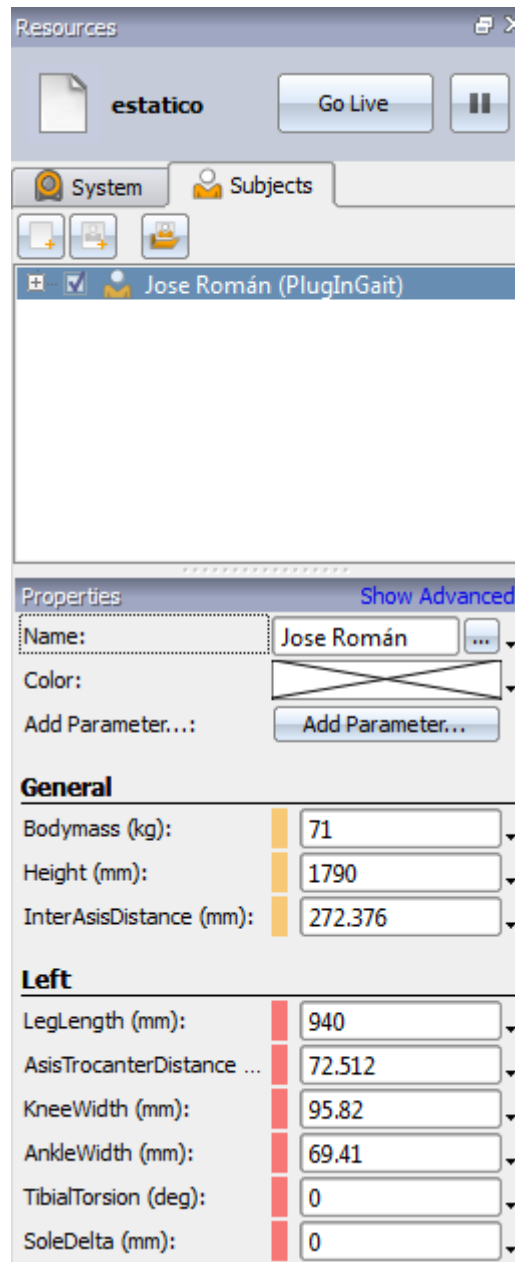 Resources
estatico Go Live
System Subjects
Jose Román (PlugInGait)
Properties Show Advanced
Name: Jose Román ...
Color:
Add Parameter...: Add Parameter...
General
Bodymass (kg): 71
Height (mm): 1790
InterAsisDistance (mm): 272.376
Left
LegLength (mm): 940
AsisTrocanterDistance ... 72.512
KneeWidth (mm): 95.82
AnkleWidth (mm): 69.41
TibialTorsion (deg): 0
SoleDelta (mm): 0